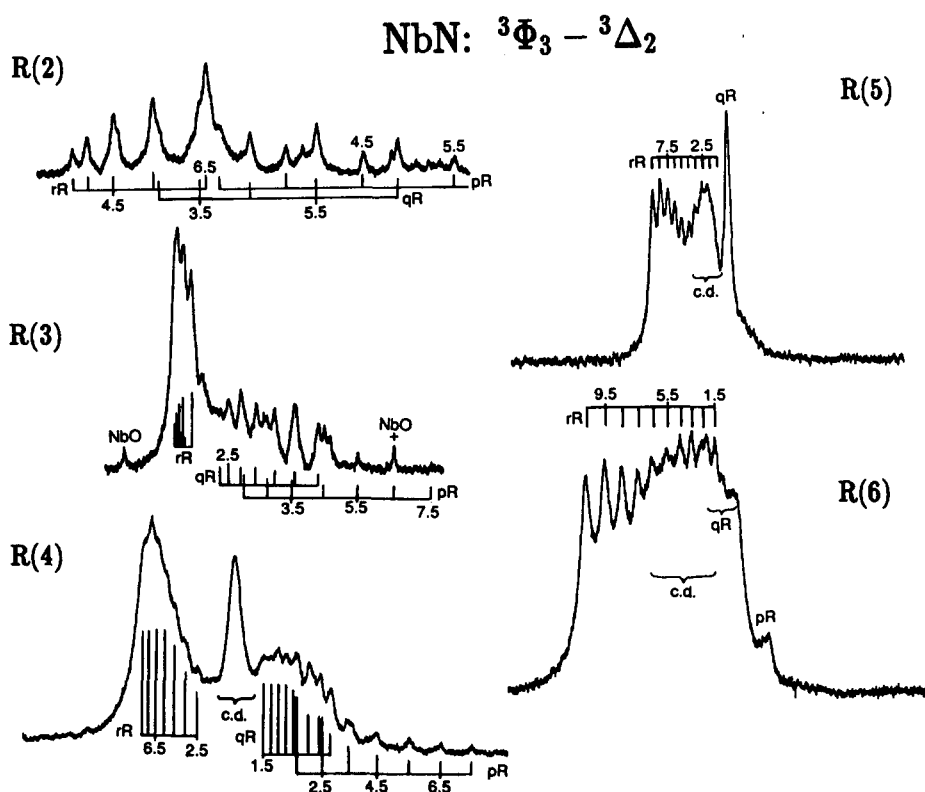 NbN: ³Φ₃ – ³Δ₂
R(2)
6.5
4.5
5.5
rR
pR
4.5
3.5
5.5
qR
R(3)
NbO
rR
NbO
+
2.5
qR
pR
3.5
5.5
7.5
R(4)
rR
6.5
2.5
c.d.
qR
1.5
2.5
4.5
6.5
pR
R(5)
qR
7.5
2.5
rR
c.d.
9.5
5.5
1.5
rR
R(6)
qR
c.d.
pR